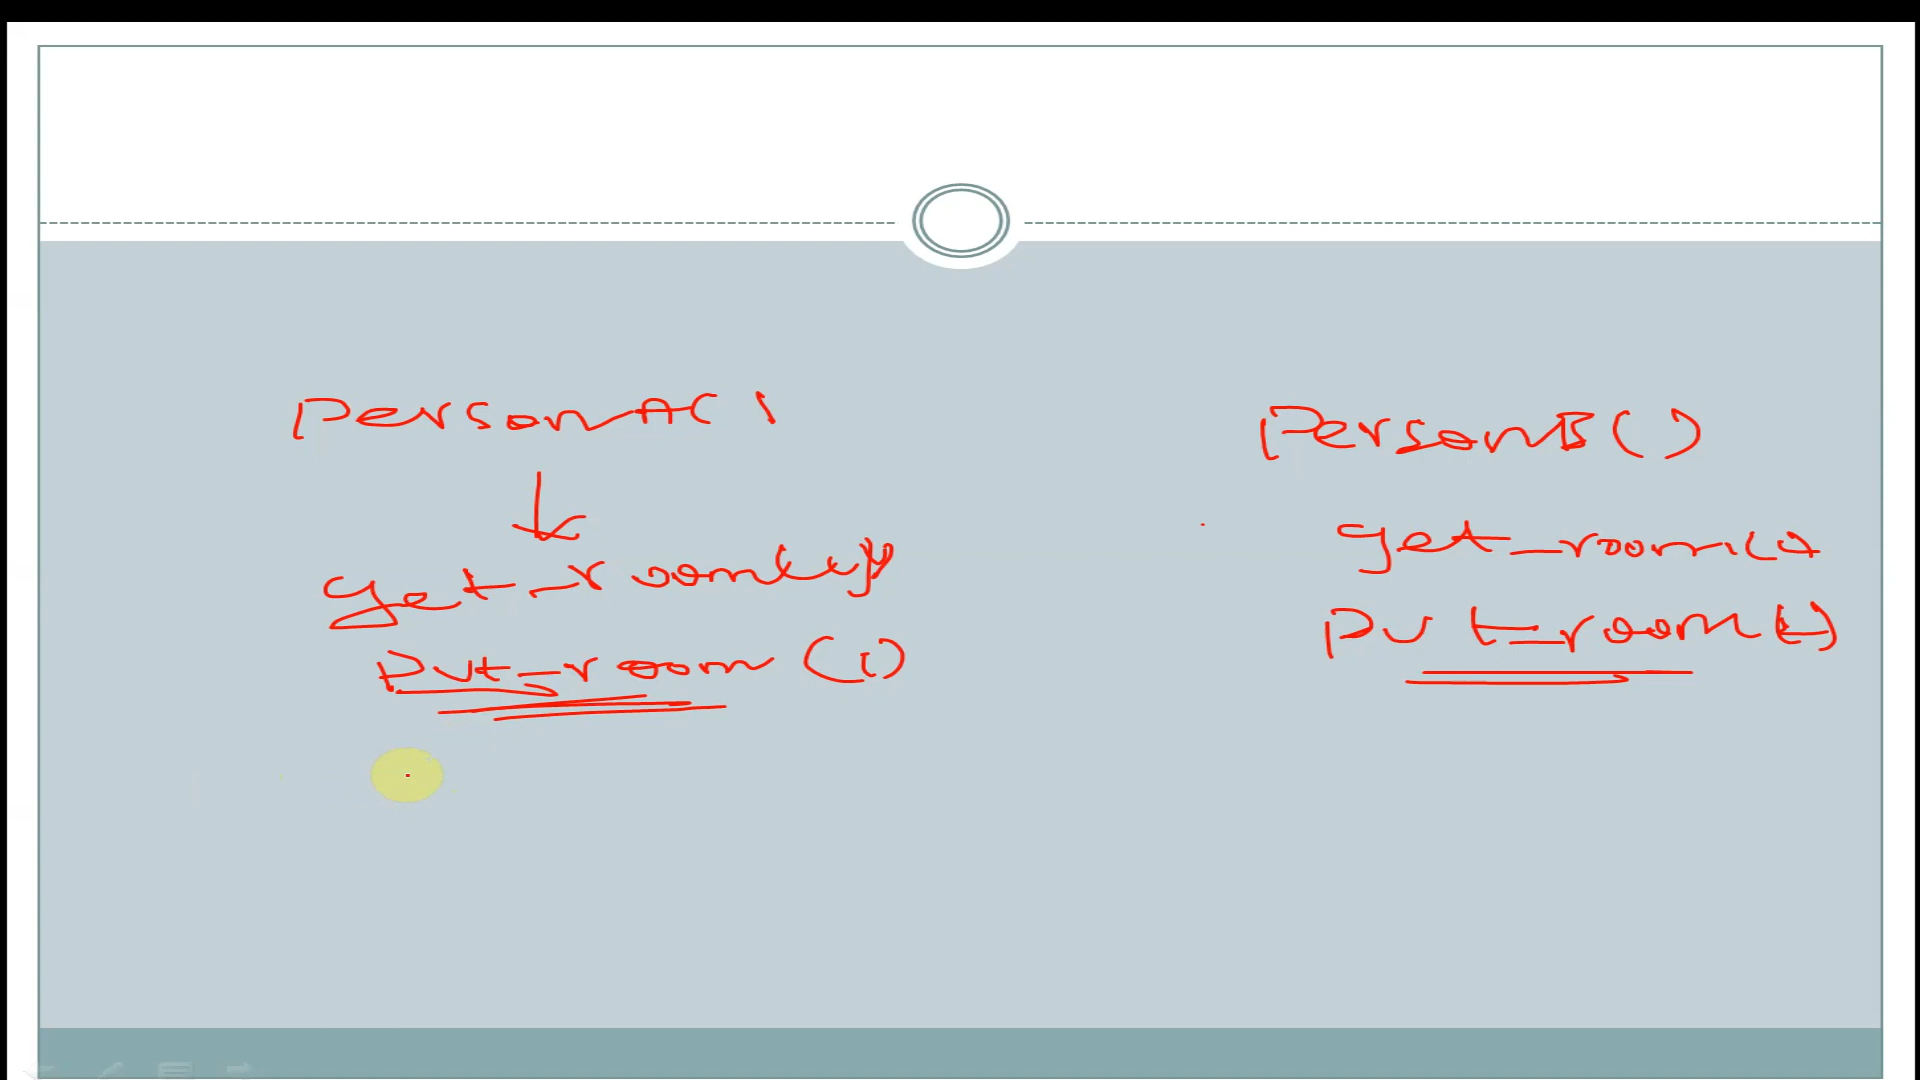 PersonA( )
get_room( )
Put_room( )
PersonB()
get_room()
Put_room()